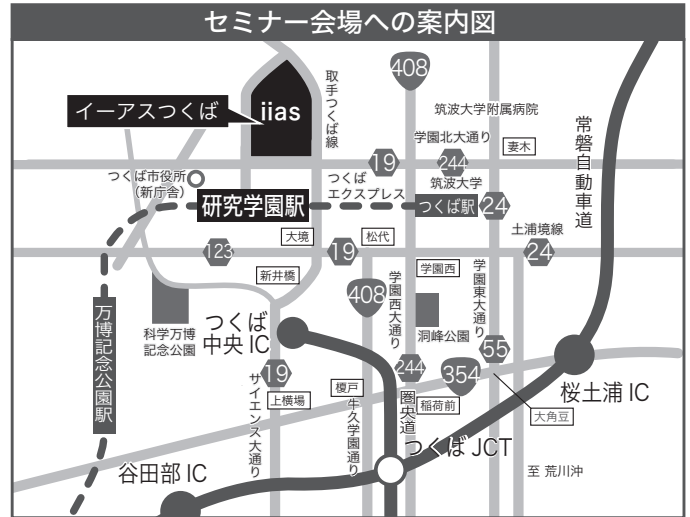 セミナー会場への案内図
408
取手つくば線
筑波大学附属病院
常磐自動車道
イーアスつくば
iias
学園北大通り
妻木
19
244
つくば市役所
(新庁舎)
つくば
エクスプレス
筑波大学
研究学園駅
つくば駅
24
大境
松代
土浦境線
123
19
24
新井橋
学園西
408
学園西大通り
学園東大通り
万博記念公園駅
科学万博
記念公園
つくば
中央IC
洞峰公園
55
19
244
354
桜土浦IC
サイエンス大通り
上横場
榎戸
牛久学園通り
圏央道
稲荷前
大角豆
つくばJCT
谷田部IC
至 荒川沖